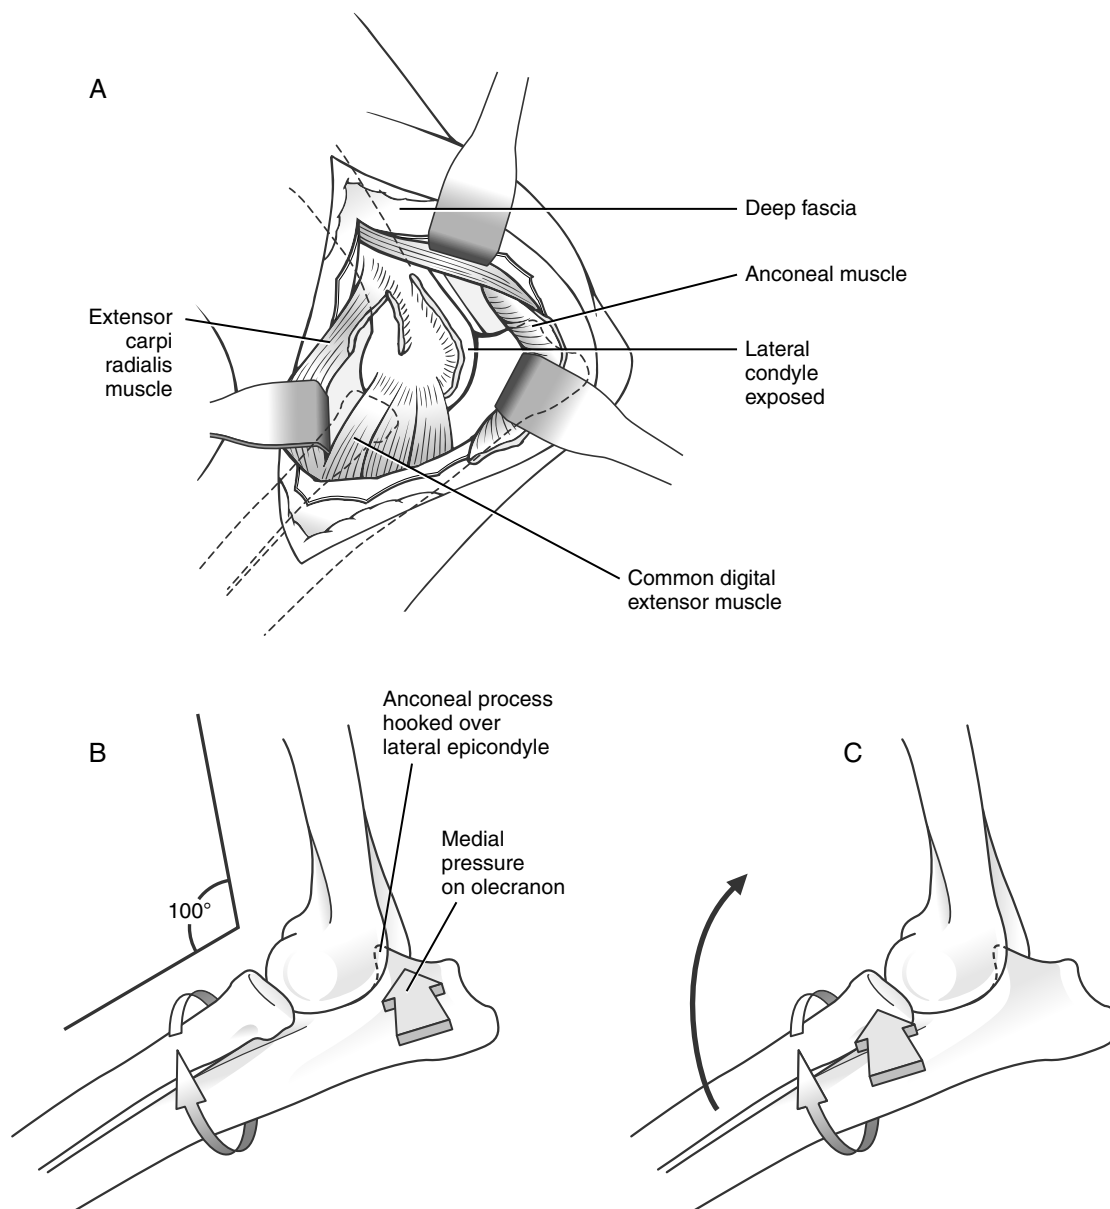 A
Deep fascia
Anconeal muscle
Extensor
carpi
radialis
muscle
Lateral
condyle
exposed
Common digital
extensor muscle
B
Anconeal process
hooked over
lateral epicondyle
Medial
pressure
on olecranon
100°
C